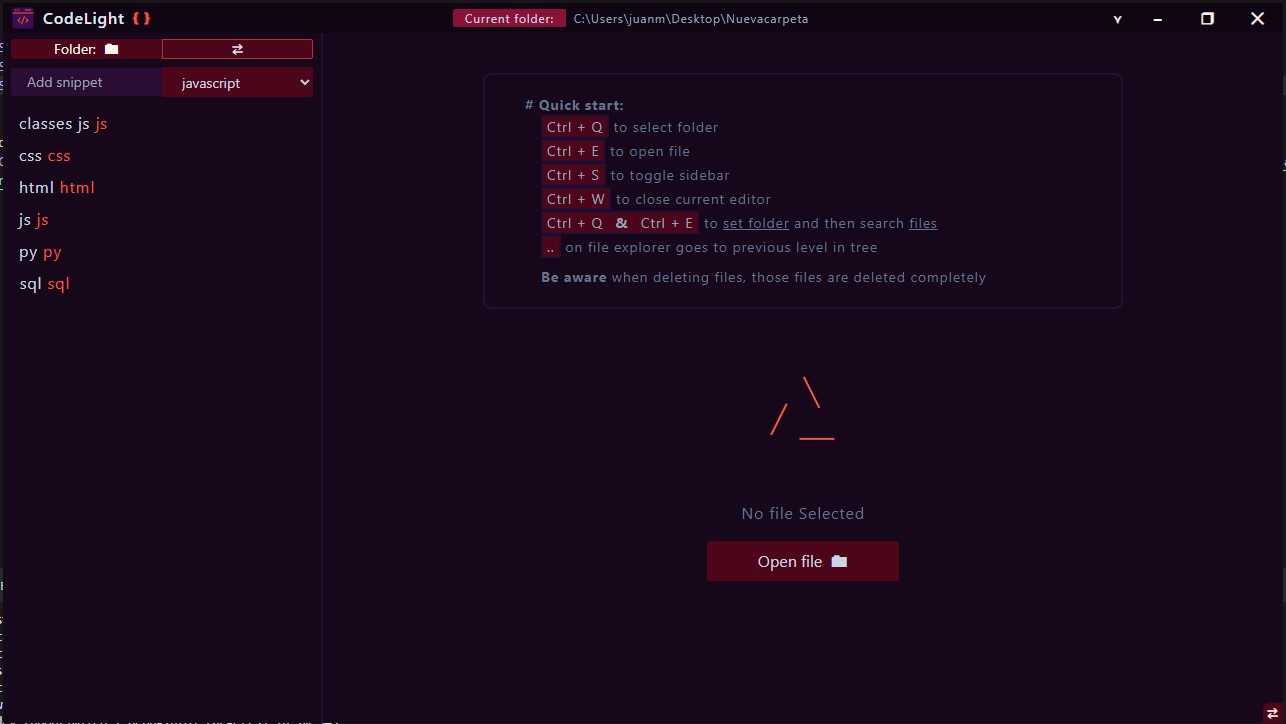 CodeLight { }
Current folder: C:\Users\juanm\Desktop\Nuevacarpeta
Folder:
Add snippet
javascript
classes js js
css css
html html
js js
py py
sql sql
# Quick start:
Ctrl + Q to select folder
Ctrl + E to open file
Ctrl + S to toggle sidebar
Ctrl + W to close current editor
Ctrl + Q & Ctrl + E to set folder and then search files
.. on file explorer goes to previous level in tree
Be aware when deleting files, those files are deleted completely
No file Selected
Open file